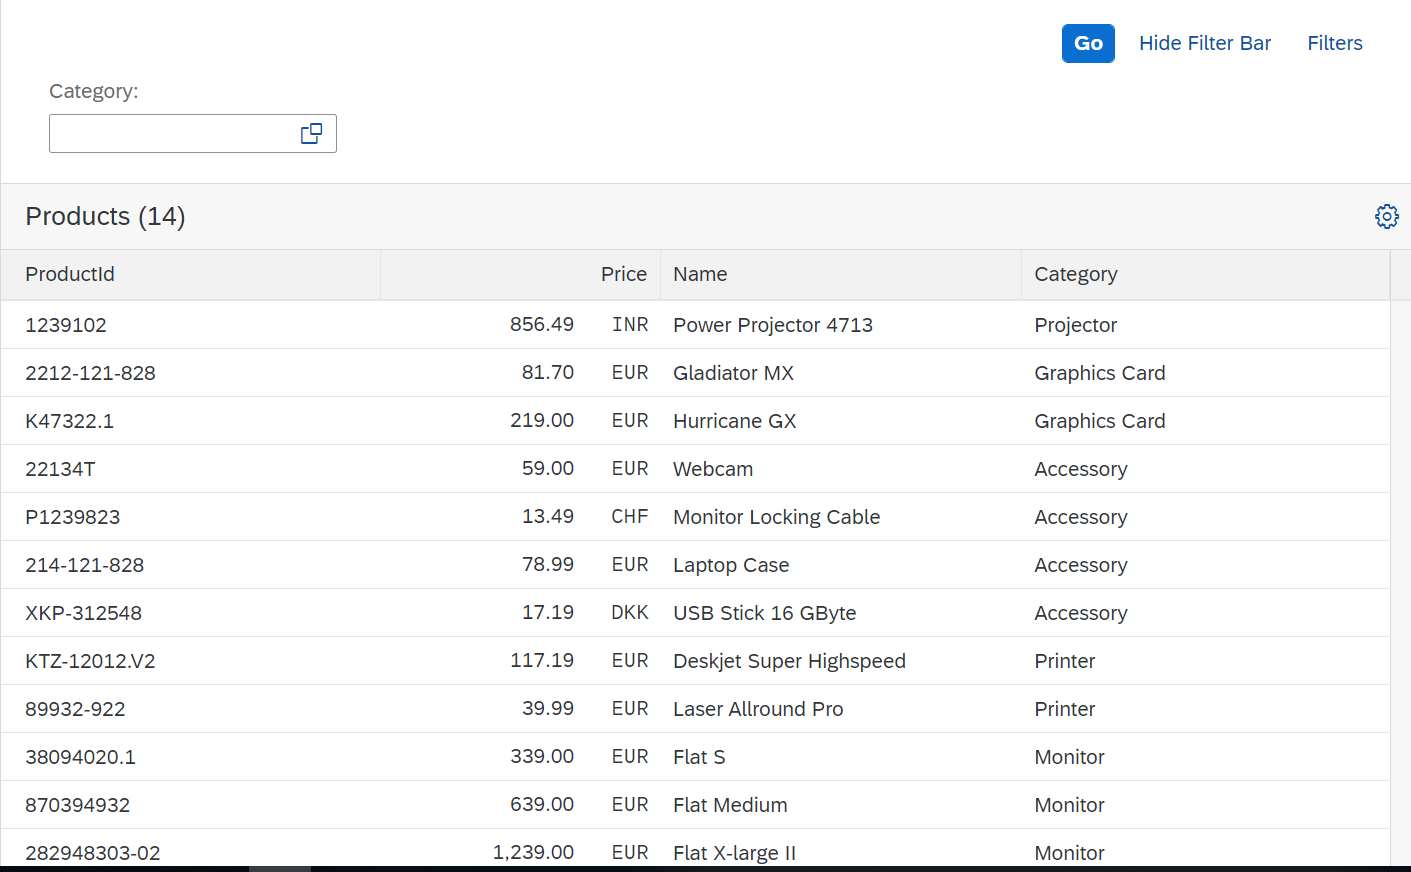 Go Hide Filter Bar Filters
Category:
Products (14)
ProductId Price Name Category
1239102 856.49 INR Power Projector 4713 Projector
2212-121-828 81.70 EUR Gladiator MX Graphics Card
K47322.1 219.00 EUR Hurricane GX Graphics Card
22134T 59.00 EUR Webcam Accessory
P1239823 13.49 CHF Monitor Locking Cable Accessory
214-121-828 78.99 EUR Laptop Case Accessory
XKP-312548 17.19 DKK USB Stick 16 GByte Accessory
KTZ-12012.V2 117.19 EUR Deskjet Super Highspeed Printer
89932-922 39.99 EUR Laser Allround Pro Printer
38094020.1 339.00 EUR Flat S Monitor
870394932 639.00 EUR Flat Medium Monitor
282948303-02 1,239.00 EUR Flat X-large II Monitor